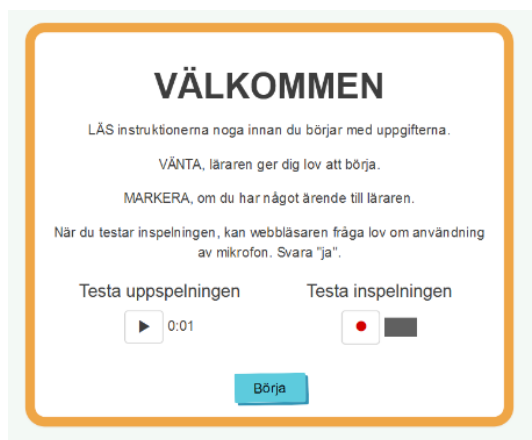 VÄLKOMMEN
LÄS instruktionerna noga innan du börjar med uppgifterna.
VÄNTA, läraren ger dig lov att börja.
MARKERA, om du har något ärende till läraren.
När du testar inspelningen, kan webbläsaren fråga lov om användning
av mikrofon. Svara "ja".
Testa uppspelningen
Testa inspelningen
0:01
Börja